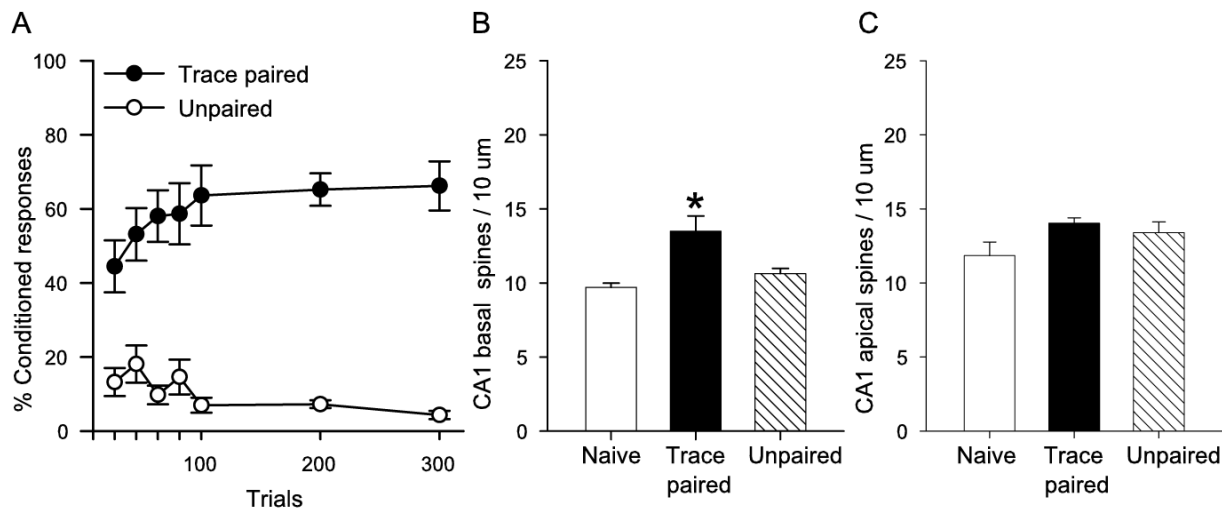 A
% Conditioned responses
100
80
60
40
20
0
Trace paired
Unpaired
100
200
300
Trials
B
CA1 basal spines / 10 um
25
20
15
10
5
0
*
Naive
Trace
paired
Unpaired
C
CA1 apical spines / 10 um
25
20
15
10
5
0
Naive
Trace
paired
Unpaired